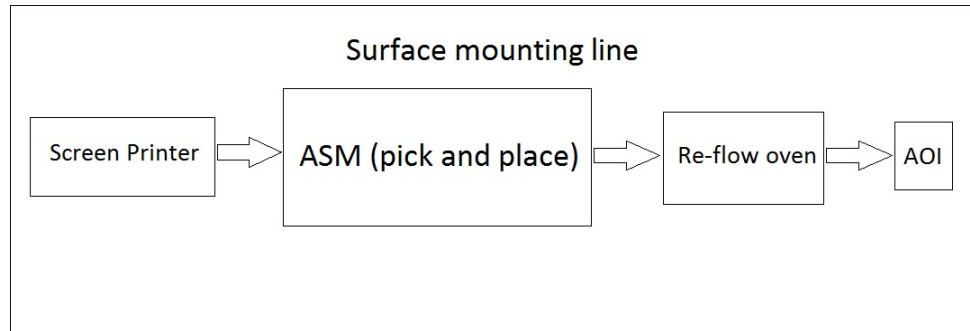 Surface mounting line
Screen Printer
ASM (pick and place)
Re-flow oven
AOI